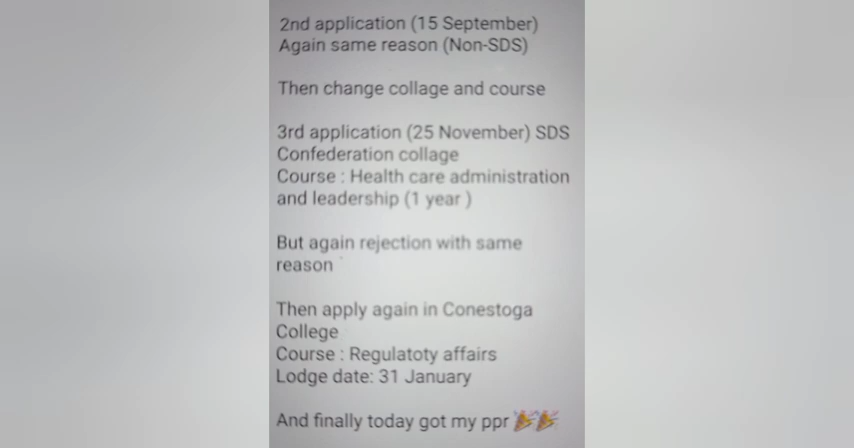 2nd application (15 September)
Again same reason (Non-SDS)
Then change collage and course
3rd application (25 November) SDS
Confederation collage
Course : Health care administration
and leadership (1 year )
But again rejection with same
reason
Then apply again in Conestoga
College
Course : Regulatoty affairs
Lodge date: 31 January
And finally today got my ppr 🎉🎉